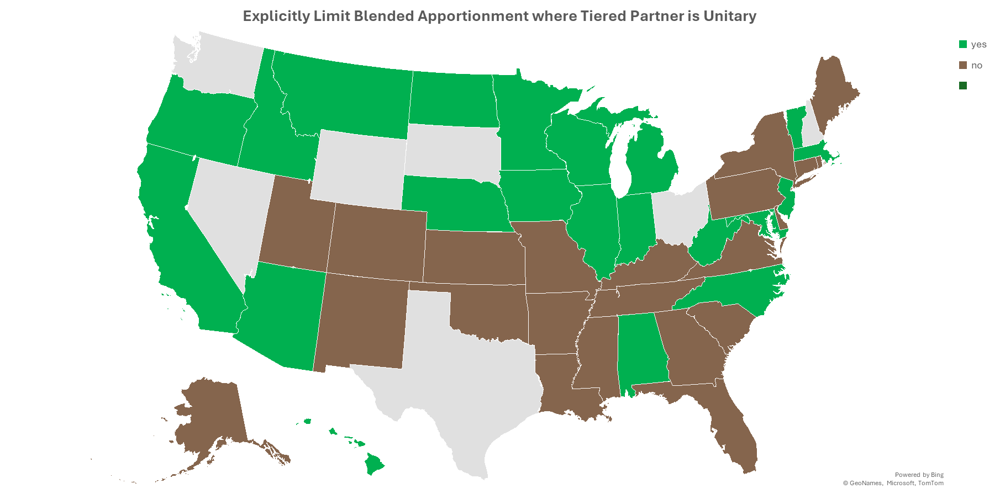 Explicitly Limit Blended Apportionment where Tiered Partner is Unitary
yes
no
Powered by Bing
© GeoNames, Microsoft, TomTom